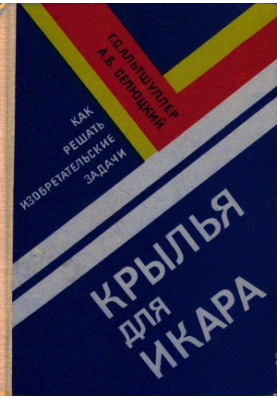 Г.С.АЛЬТШУЛЛЕР
А.Б.СЕЛЮЦКИЙ
КАК
РЕШАТЬ
ИЗОБРЕТАТЕЛЬСКИЕ
ЗАДАЧИ
КРЫЛЬЯ
ДЛЯ
ИКАРА